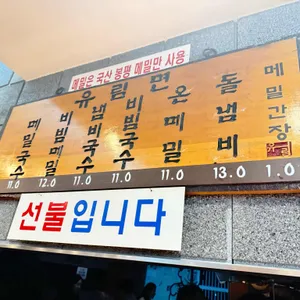 메밀은 국산 봉평 메밀만 사용
유림면
메밀국수
11.0
비빔메밀
12.0
냄비국수
11.0
비빔국수
11.0
온메밀
11.0
돌냄비
13.0
메밀간장
1.0
선불입니다